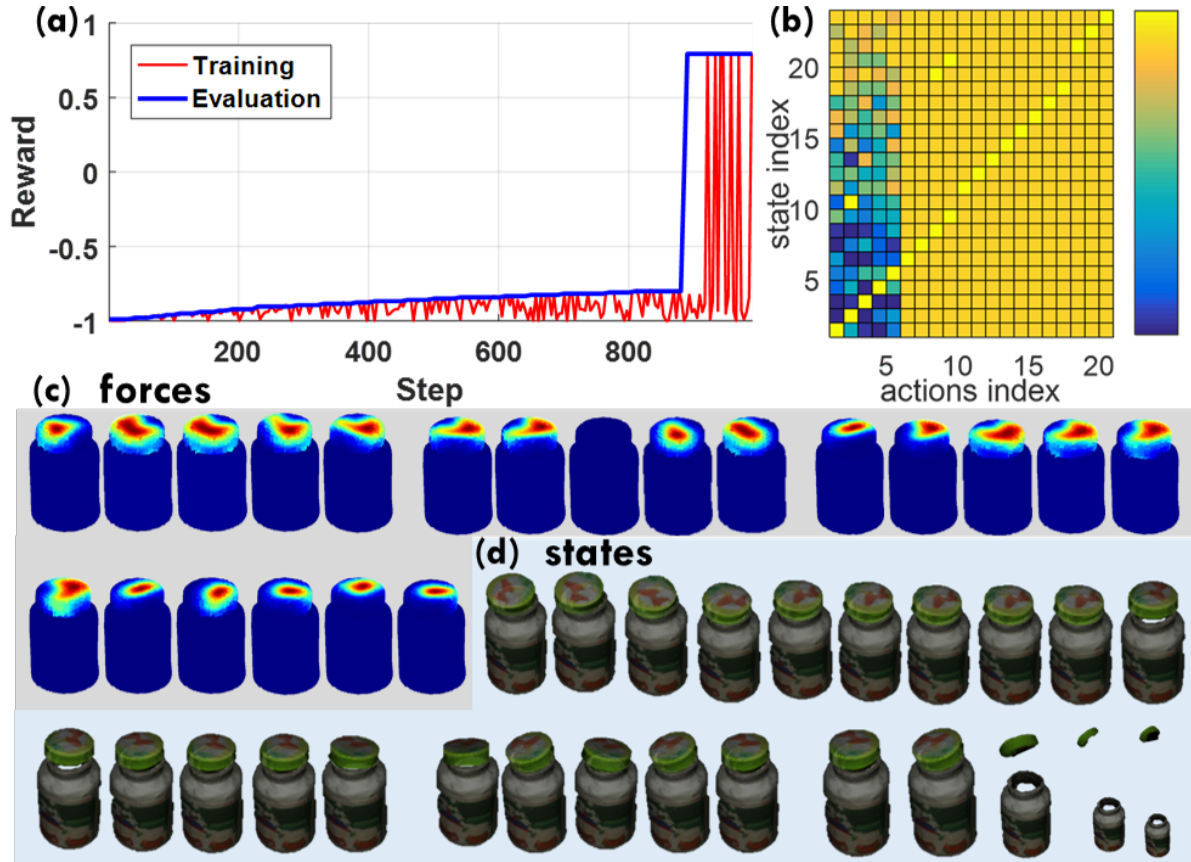 (a)
1
0.5
0
-0.5
-1
Reward
Training
Evaluation
200 400 600 800
Step
(b)
20
15
10
5
state index
5 10 15 20
actions index
(c) forces
(d) states